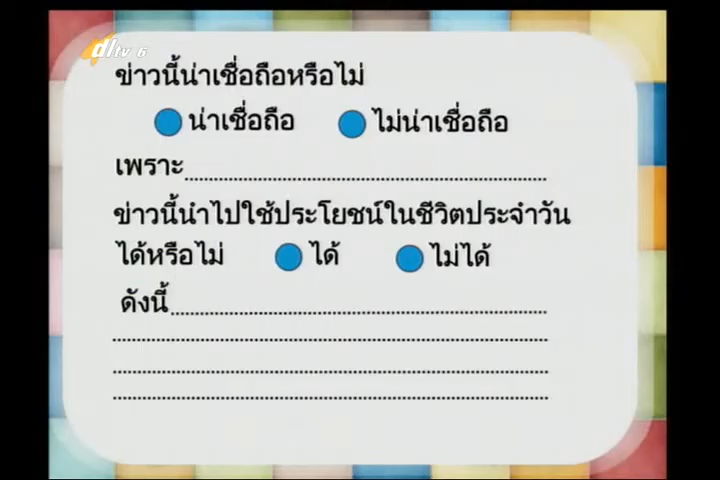 dltv 6
ข่าวนี้น่าเชื่อถือหรือไม่
น่าเชื่อถือ ไม่น่าเชื่อถือ
เพราะ................................................................
ข่าวนี้นำไปใช้ประโยชน์ในชีวิตประจำวัน
ได้หรือไม่ ได้ ไม่ได้
ดังนี้................................................................
................................................................
................................................................
................................................................